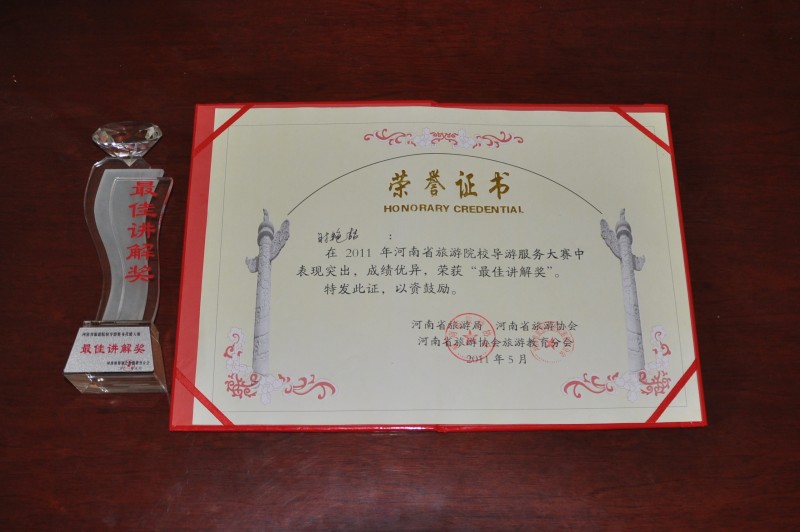 最佳讲解奖
最佳讲解奖
荣誉证书
HONORARY CREDENTIAL
:
在 2011 年河南省旅游院校导游服务大赛中
表现突出，成绩优异，荣获“最佳讲解奖”。
特发此证，以资鼓励。
河南省旅游局 河南省旅游协会
河南省旅游协会旅游教育分会
2011 年 5 月